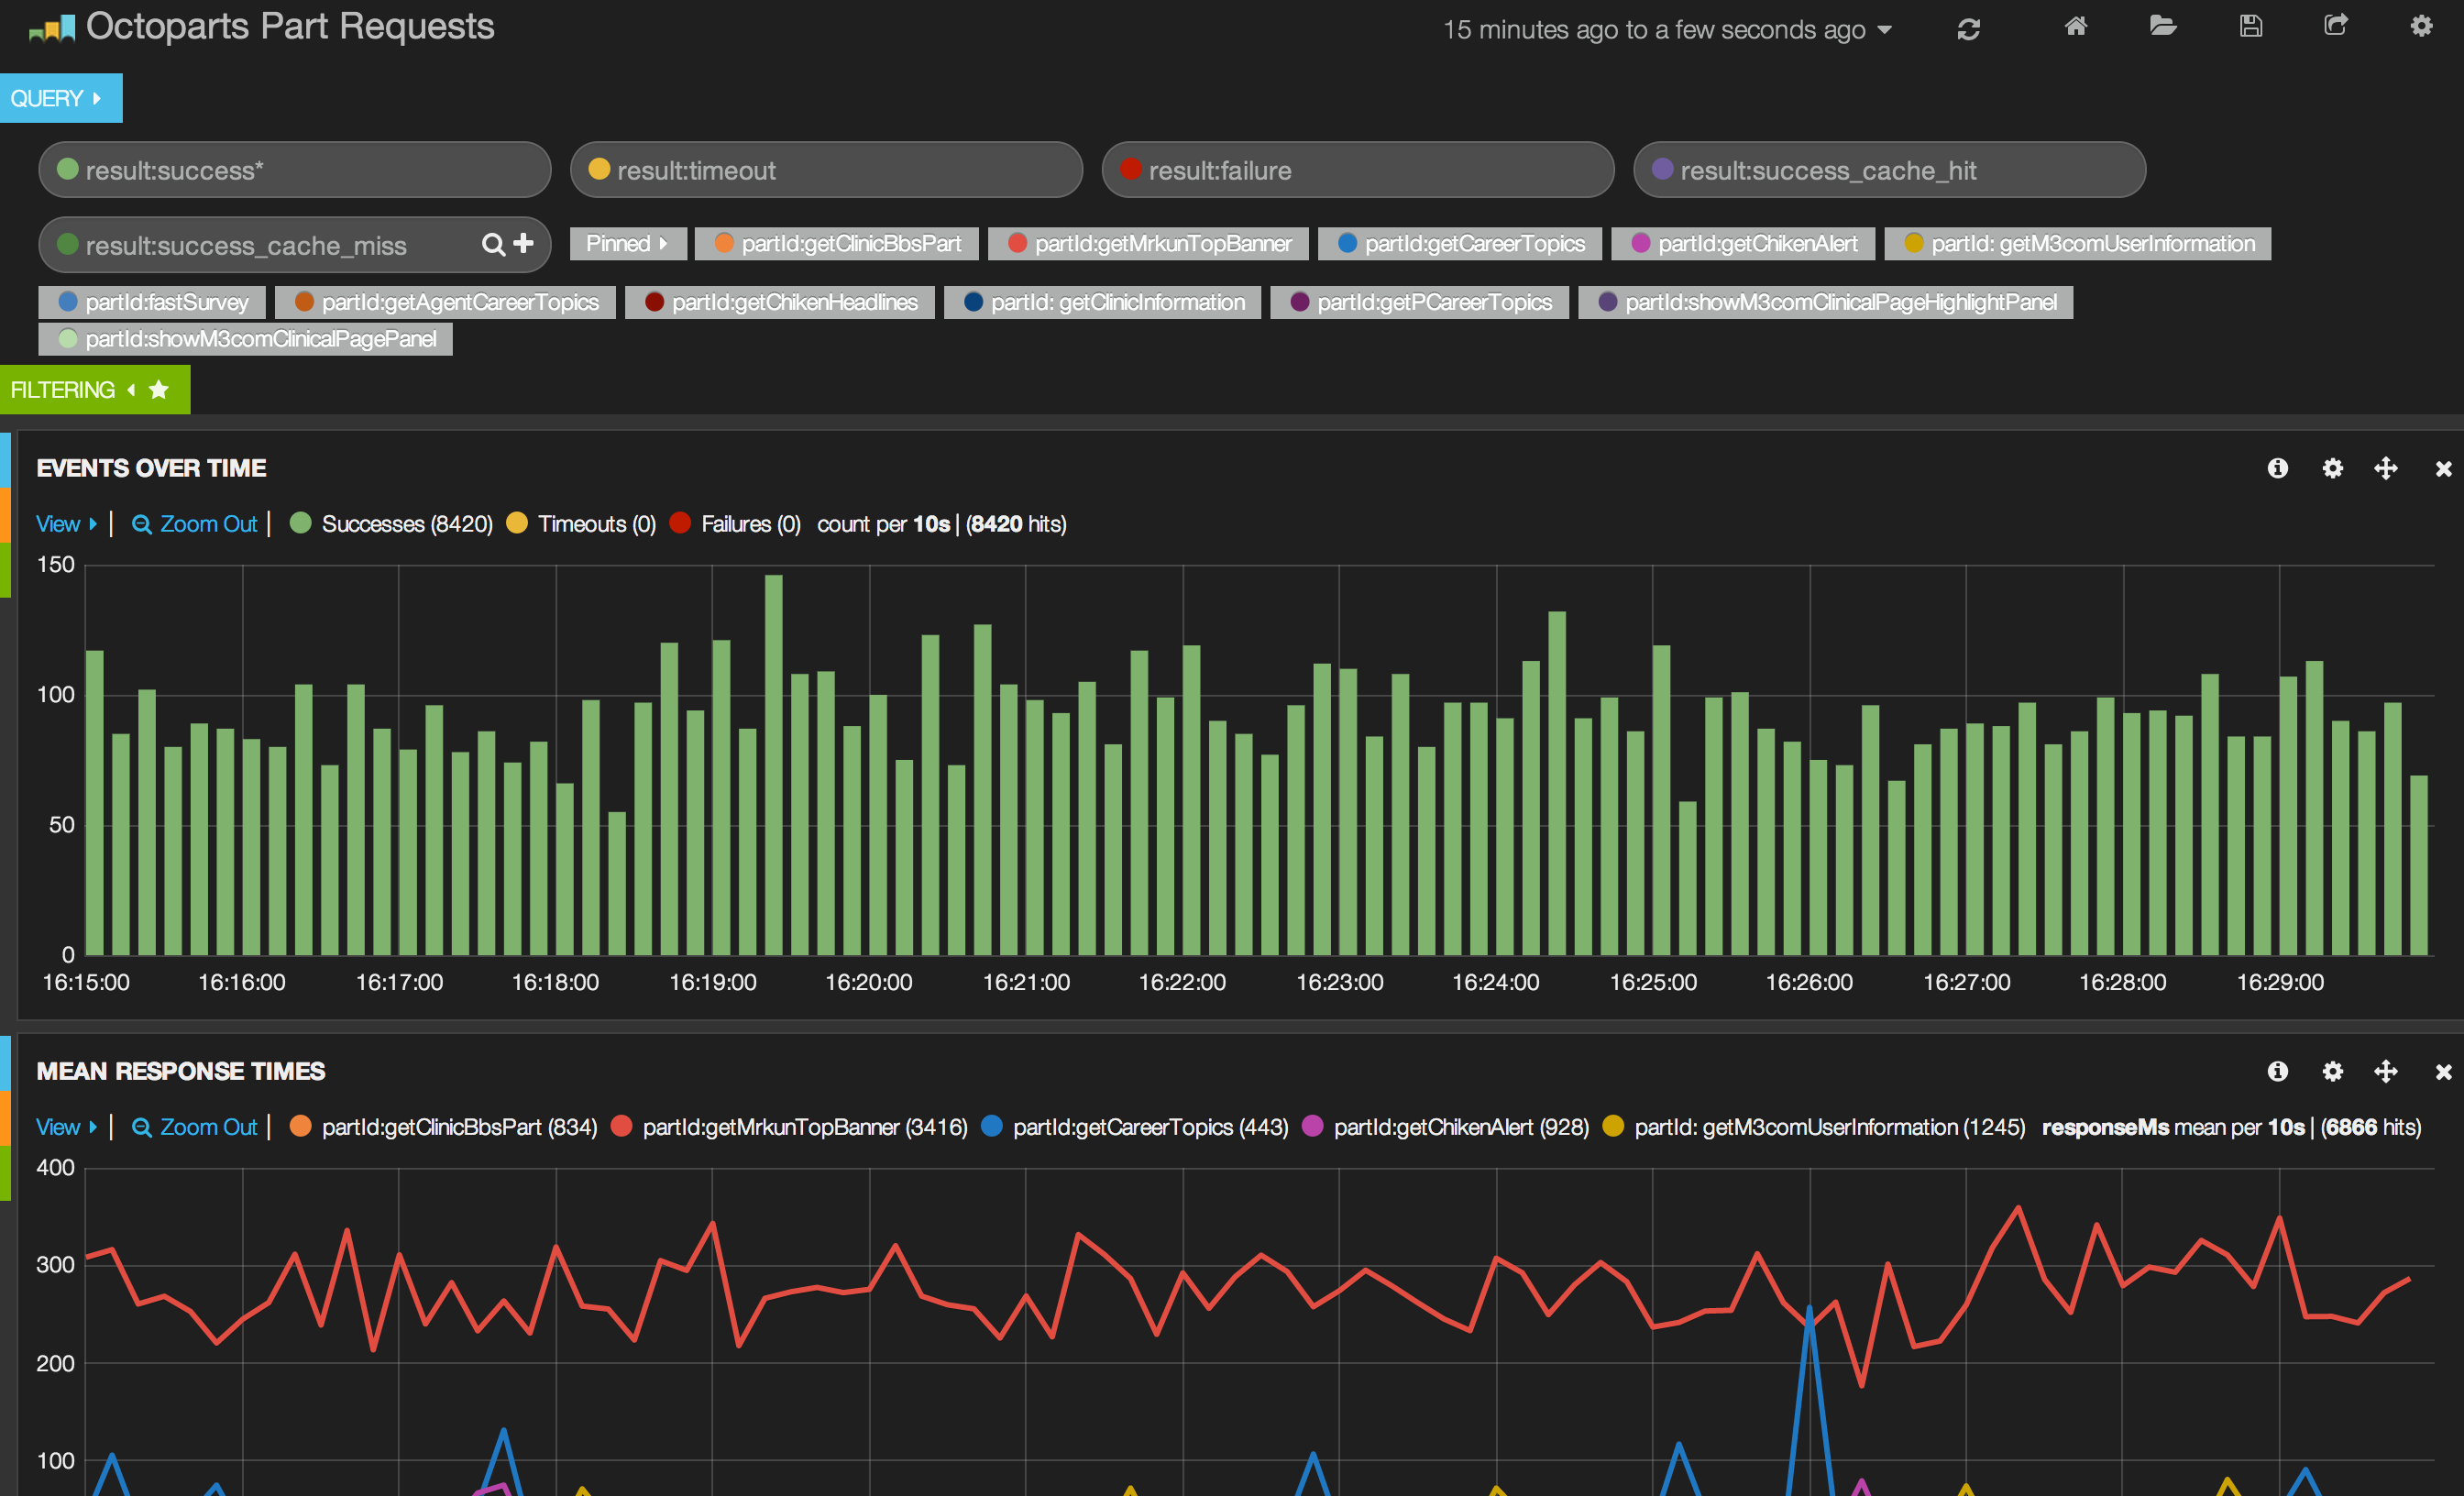 Octoparts Part Requests
15 minutes ago to a few seconds ago
QUERY
result:success* result:timeout result:failure result:success_cache_hit
result:success_cache_miss Pinned partId:getClinicBbsPart partId:getMrkunTopBanner partId:getCareerTopics partId:getChikenAlert partId: getM3comUserInformation
partId:fastSurvey partId:getAgentCareerTopics partId:getChikenHeadlines partId: getClinicInformation partId:getPCareerTopics partId:showM3comClinicalPageHighlightPanel
partId:showM3comClinicalPagePanel
FILTERING
EVENTS OVER TIME
View | Zoom Out | Successes (8420) Timeouts (0) Failures (0) count per 10s | (8420 hits)
150
100
50
0
16:15:00 16:16:00 16:17:00 16:18:00 16:19:00 16:20:00 16:21:00 16:22:00 16:23:00 16:24:00 16:25:00 16:26:00 16:27:00 16:28:00 16:29:00
MEAN RESPONSE TIMES
View | Zoom Out | partId:getClinicBbsPart (834) partId:getMrkunTopBanner (3416) partId:getCareerTopics (443) partId:getChikenAlert (928) partId: getM3comUserInformation (1245) responseMs mean per 10s | (6866 hits)
400
300
200
100